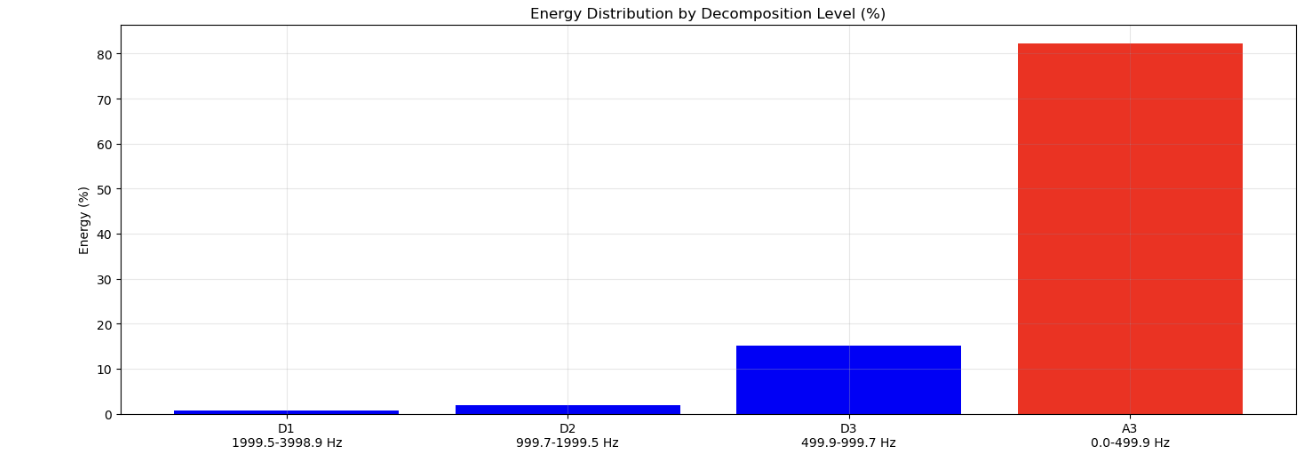 Energy Distribution by Decomposition Level (%)
Energy (%)
80
70
60
50
40
30
20
10
0
D1
1999.5-3998.9 Hz
D2
999.7-1999.5 Hz
D3
499.9-999.7 Hz
A3
0.0-499.9 Hz